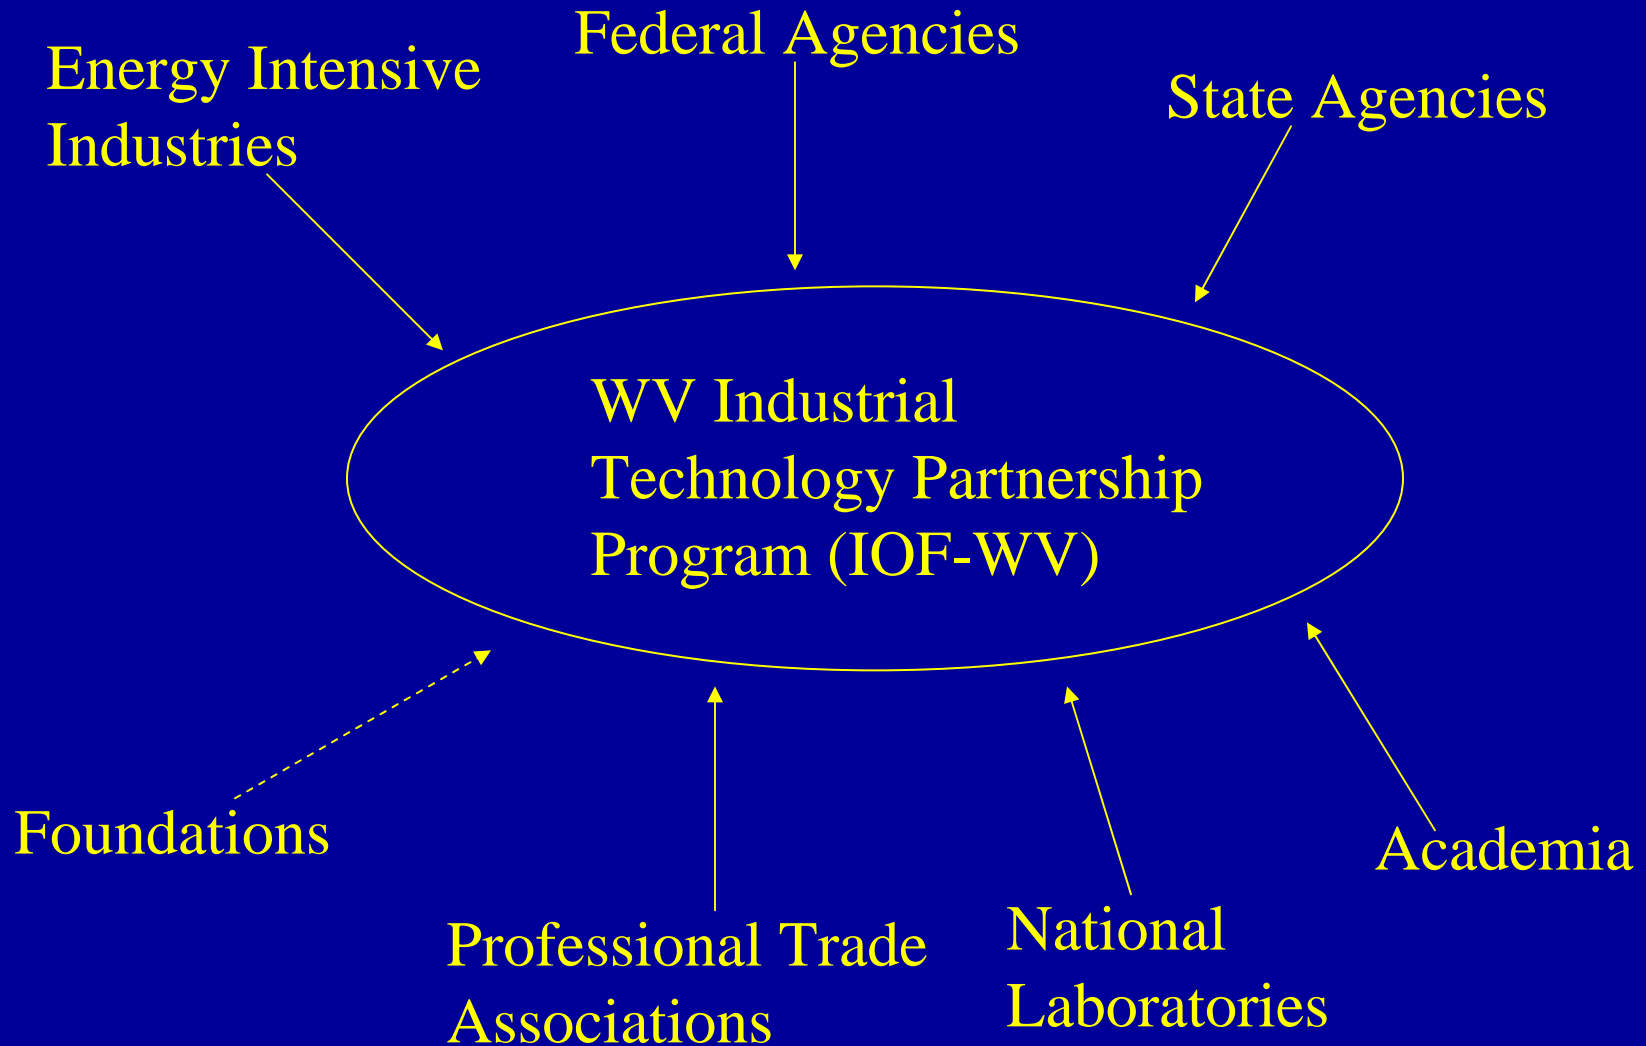 Federal Agencies
Energy Intensive
Industries
State Agencies
WV Industrial
Technology Partnership
Program (IOF-WV)
Foundations
Academia
Professional Trade
Associations
National
Laboratories